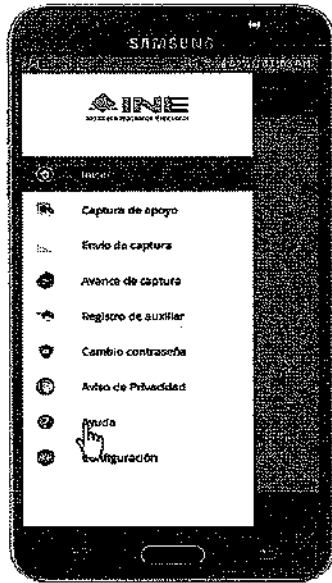 SAMSUNG
INE
Inicio
Captura de apoyo
Envío de captura
Avance de captura
Registro de auxiliar
Cambio contraseña
Aviso de Privacidad
Ayuda
Configuración